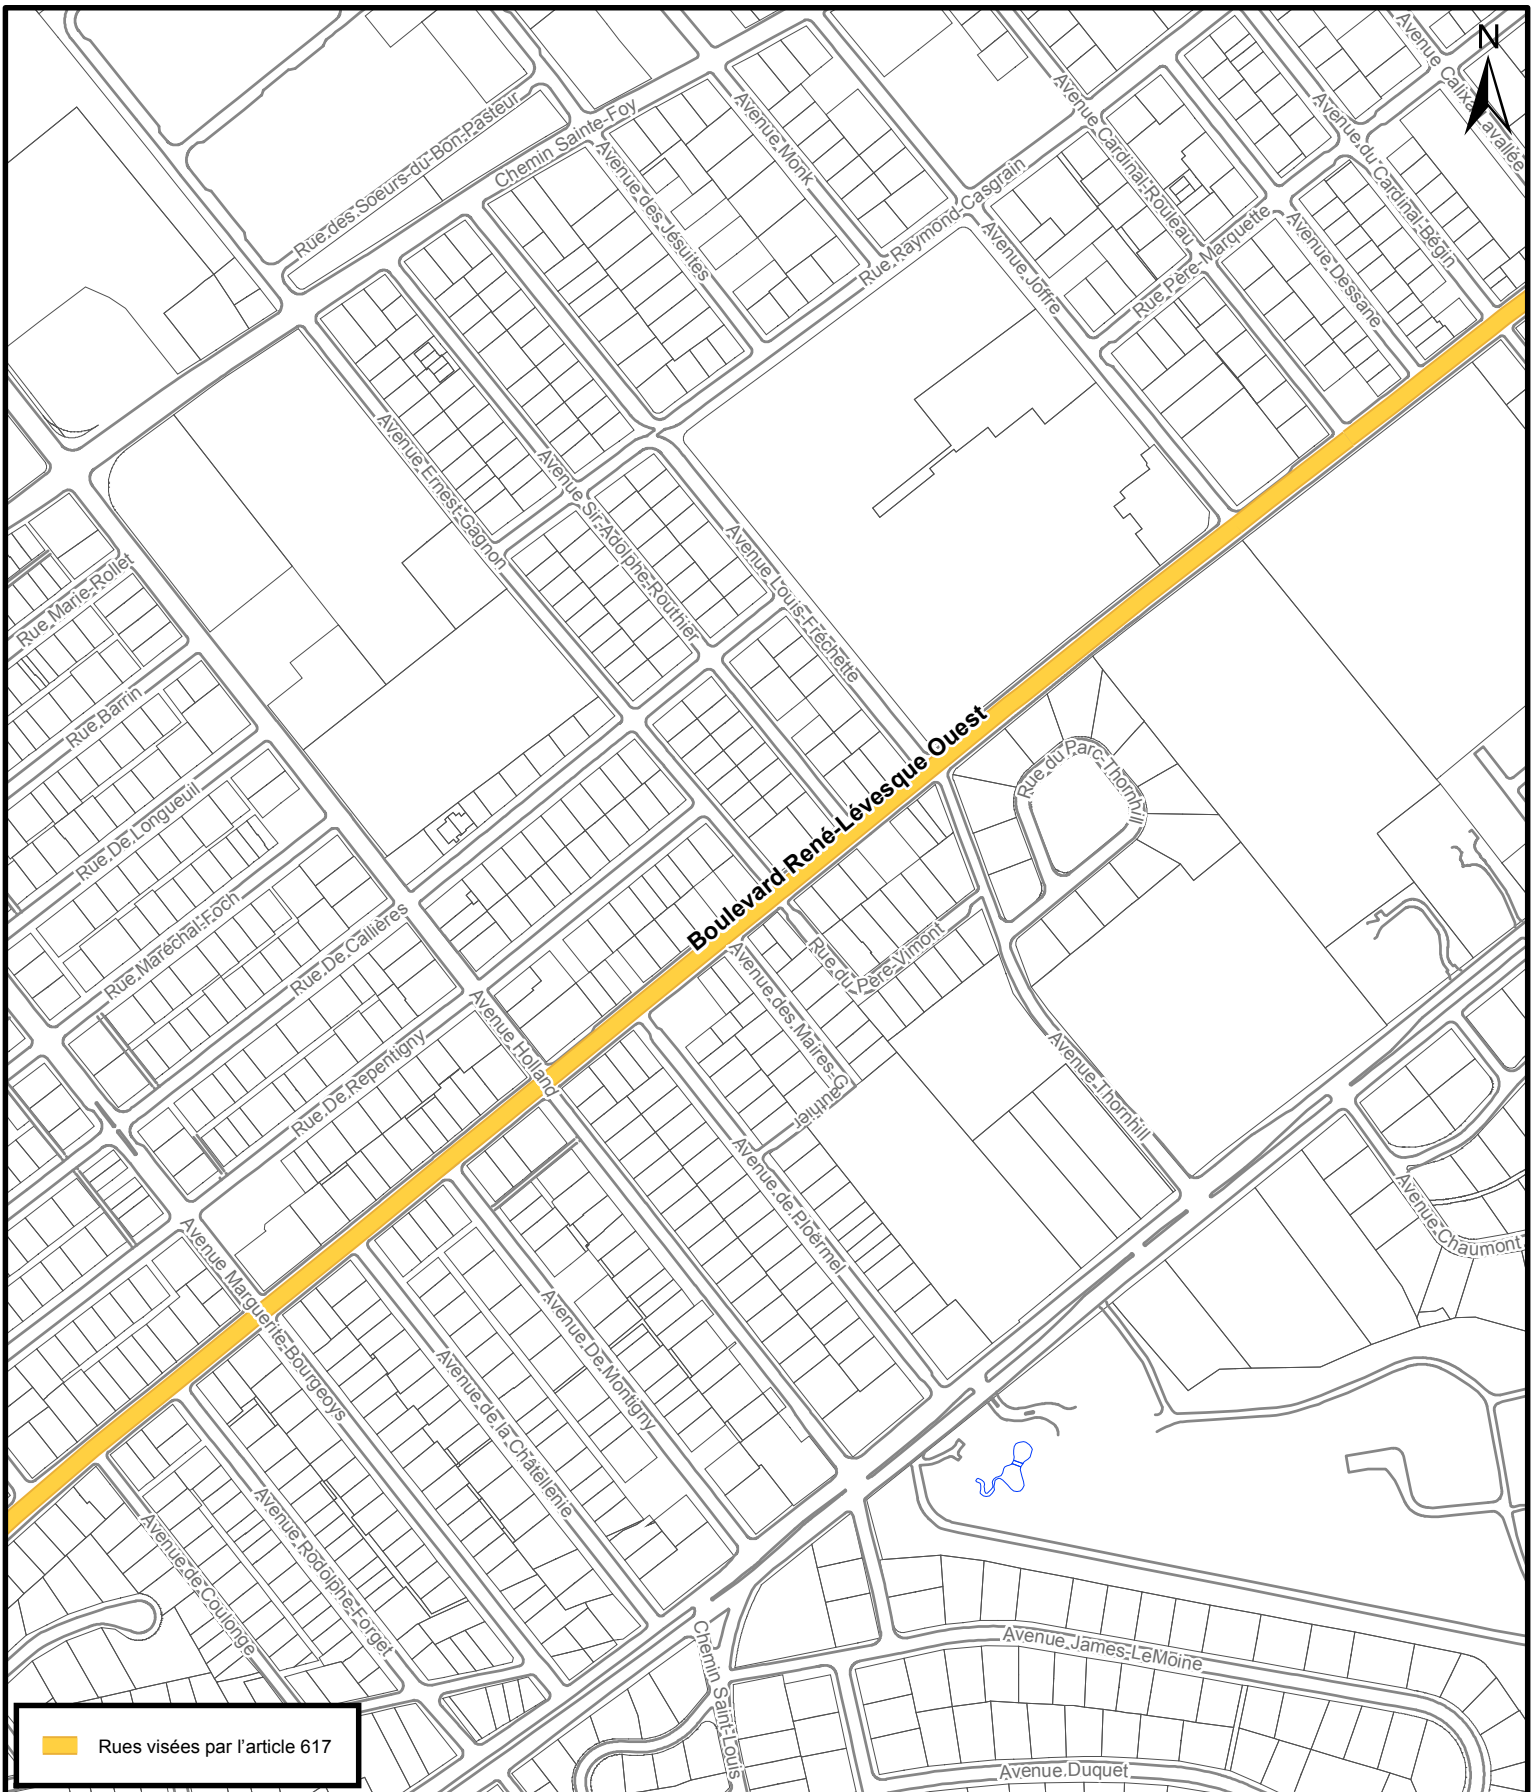 N
Avenue Calixa-Lavallée
Avenue du Cardinal-Bégin
Avenue Cardinal-Rouleau
Avenue Monk
Rue des Soeurs-du-Bon-Pasteur
Chemin Sainte-Foy
Avenue des Jésuites
Rue Raymond-Casgrain
Avenue Joffre
Rue Père-Marquette
Avenue Dessane
Avenue Ernest-Gagnon
Avenue Sir-Adolphe-Routhier
Avenue Louis-Fréchette
Rue Marie-Rollet
Rue Barrin
Rue De Longueuil
Rue Maréchal-Foch
Rue De Callières
Rue De Repentigny
Avenue Holland
Boulevard René-Lévesque Ouest
Rue du Parc-Thornhill
Rue du Père-Vimont
Avenue des Maires-Gauthier
Avenue Thornhill
Avenue de Ploërmel
Avenue Chaumont
Avenue Marguerite-Bourgeoys
Avenue De Montigny
Avenue de la Châtellenie
Avenue Rodolphe-Forget
Avenue de Coulonge
Chemin Saint-Louis
Avenue James-LeMoine
Avenue Duquet
Rues visées par l'article 617